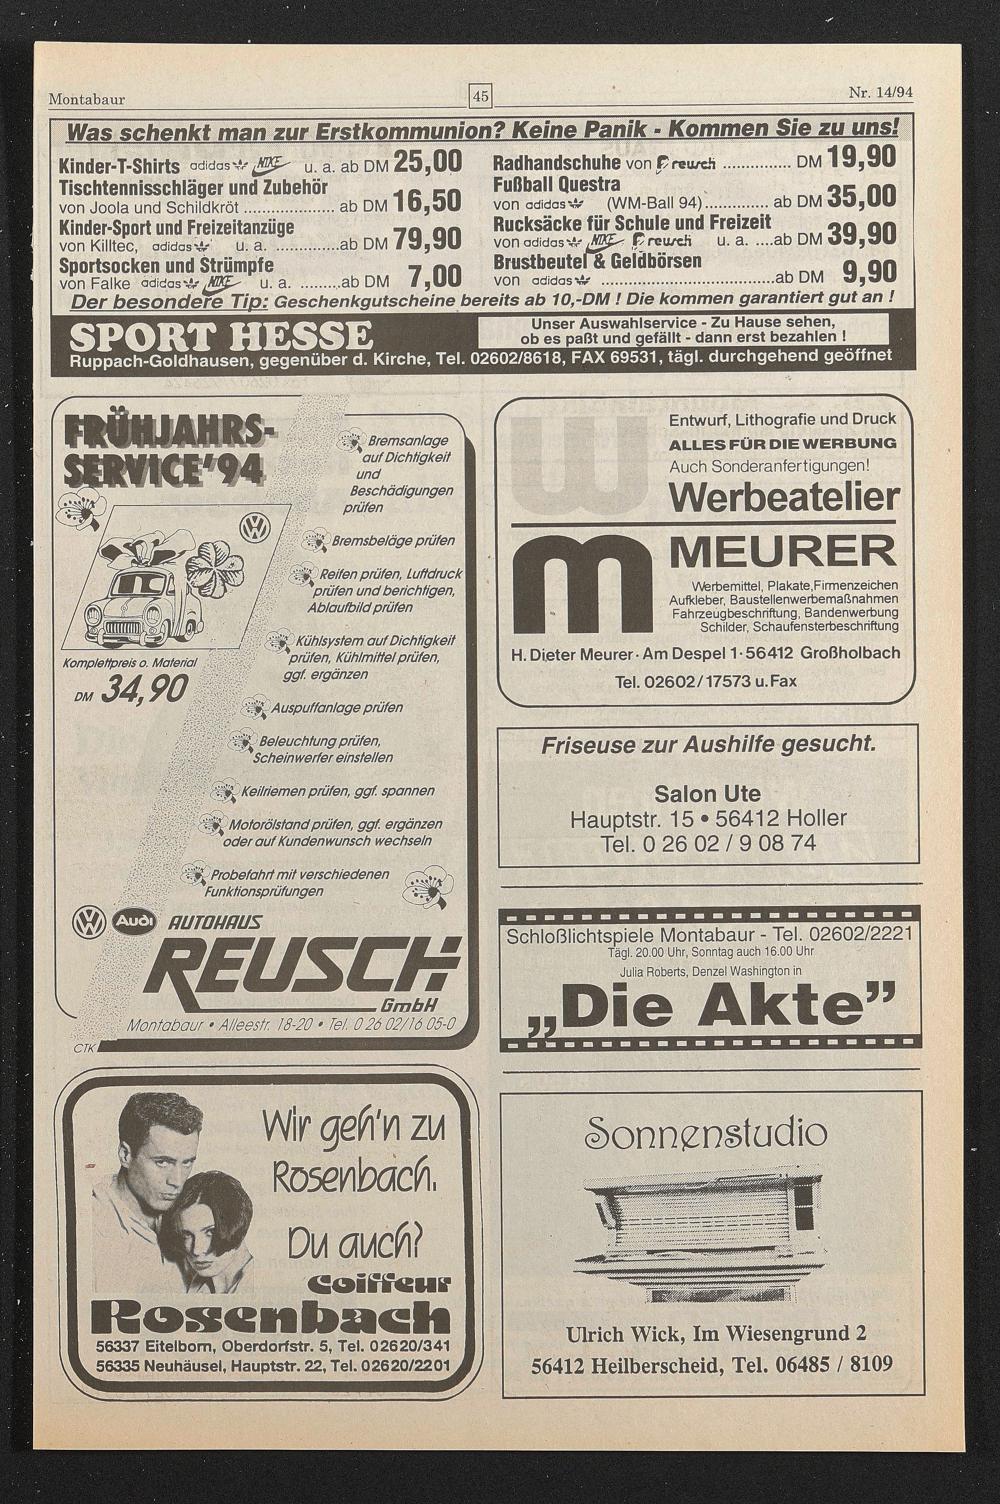 Montabaur
45
Nr. 14/94
Was schenkt man zur Erstkommunion? Keine Panik - Kommen Sie zu uns!
Kinder-T-Shirts adidas NIKE u. a. ab DM 25,00
Tischtennisschläger und Zubehör
von Joola und Schildkröt .................... ab DM 16,50
Kinder-Sport und Freizeitanzüge
von Killtec, adidas u. a. ..............ab DM 79,90
Sportsocken und Strümpfe
von Falke adidas NIKE u. a. .........ab DM 7,00
Radhandschuhe von reusch ............... DM 19,90
Fußball Questra
von adidas (WM-Ball 94).............. ab DM 35,00
Rucksäcke für Schule und Freizeit
von adidas NIKE reusch u. a. ....ab DM 39,90
Brustbeutel & Geldbörsen
von adidas ......................................ab DM 9,90
Der besondere Tip: Geschenkgutscheine bereits ab 10,-DM ! Die kommen garantiert gut an !
SPORT HESSE
Unser Auswahlservice - Zu Hause sehen,
ob es paßt und gefällt - dann erst bezahlen !
Ruppach-Goldhausen, gegenüber d. Kirche, Tel. 02602/8618, FAX 69531, tägl. durchgehend geöffnet
FRÜHJAHRS-
SERVICE'94
Komplettpreis o. Material
DM 34,90
Bremsanlage
auf Dichtigkeit
und
Beschädigungen
prüfen
Bremsbeläge prüfen
Reifen prüfen, Luftdruck
prüfen und berichtigen,
Ablaufbild prüfen
Kühlsystem auf Dichtigkeit
prüfen, Kühlmittel prüfen,
ggf. ergänzen
Auspuffanlage prüfen
Beleuchtung prüfen,
Scheinwerfer einstellen
Keilriemen prüfen, ggf. spannen
Motorölstand prüfen, ggf. ergänzen
oder auf Kundenwunsch wechseln
Probefahrt mit verschiedenen
Funktionsprüfungen
Audi AUTOHAUS
REUSCH
GmbH
Montabaur • Alleestr. 18-20 • Tel. 0 26 02/16 05-0
CTK
Wir geh'n zu
Rosenbach.
Du auch?
Coiffeur
Rosenbach
56337 Eitelborn, Oberdorfstr. 5, Tel. 02620/341
56335 Neuhäusel, Hauptstr. 22, Tel. 02620/2201
w
Entwurf, Lithografie und Druck
ALLES FÜR DIE WERBUNG
Auch Sonderanfertigungen!
Werbeatelier
m
MEURER
Werbemittel, Plakate,Firmenzeichen
Aufkleber, Baustellenwerbemaßnahmen
Fahrzeugbeschriftung, Bandenwerbung
Schilder, Schaufensterbeschriftung
H. Dieter Meurer · Am Despel 1 · 56412 Großholbach
Tel. 02602/17573 u. Fax
Friseuse zur Aushilfe gesucht.
Salon Ute
Hauptstr. 15 • 56412 Holler
Tel. 0 26 02 / 9 08 74
Schloßlichtspiele Montabaur - Tel. 02602/2221
Tägl. 20.00 Uhr, Sonntag auch 16.00 Uhr
Julia Roberts, Denzel Washington in
„Die Akte”
Sonnenstudio
Ulrich Wick, Im Wiesengrund 2
56412 Heilberscheid, Tel. 06485 / 8109